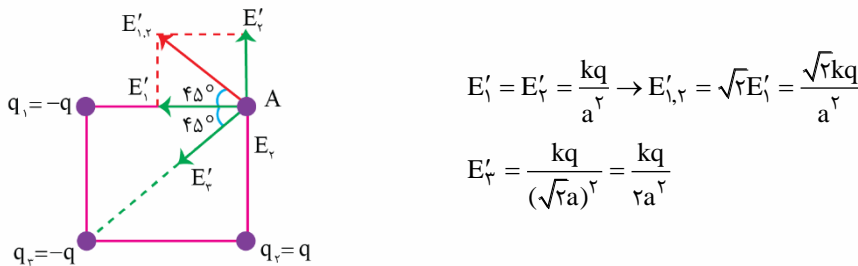 E′₁,₂ E′₂
E′₁ ۴۵° A
q₁=−q
۴۵°
E₂
E′₃
q₃=−q q₂=q
E′₁ = E′₂ = kq/a² → E′₁,₂ = √۲E′₁ = √۲kq/a²
E′₃ = kq/(√۲a)² = kq/۲a²